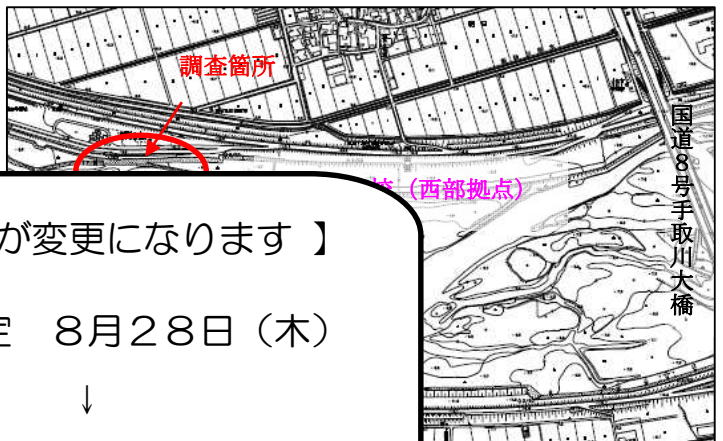 調査箇所
（西部拠点）
国道８号手取川大橋
が変更になります 】
８月２８日（木）
↓